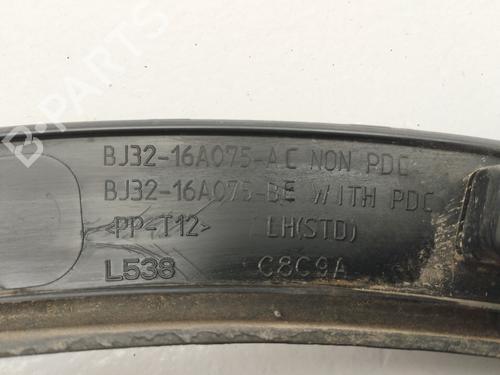 BJ32-16A075-AC NON PDC
BJ32-16A075-BE WITH PDC
>PP-T12> LH(STD)
L538 C8C9A